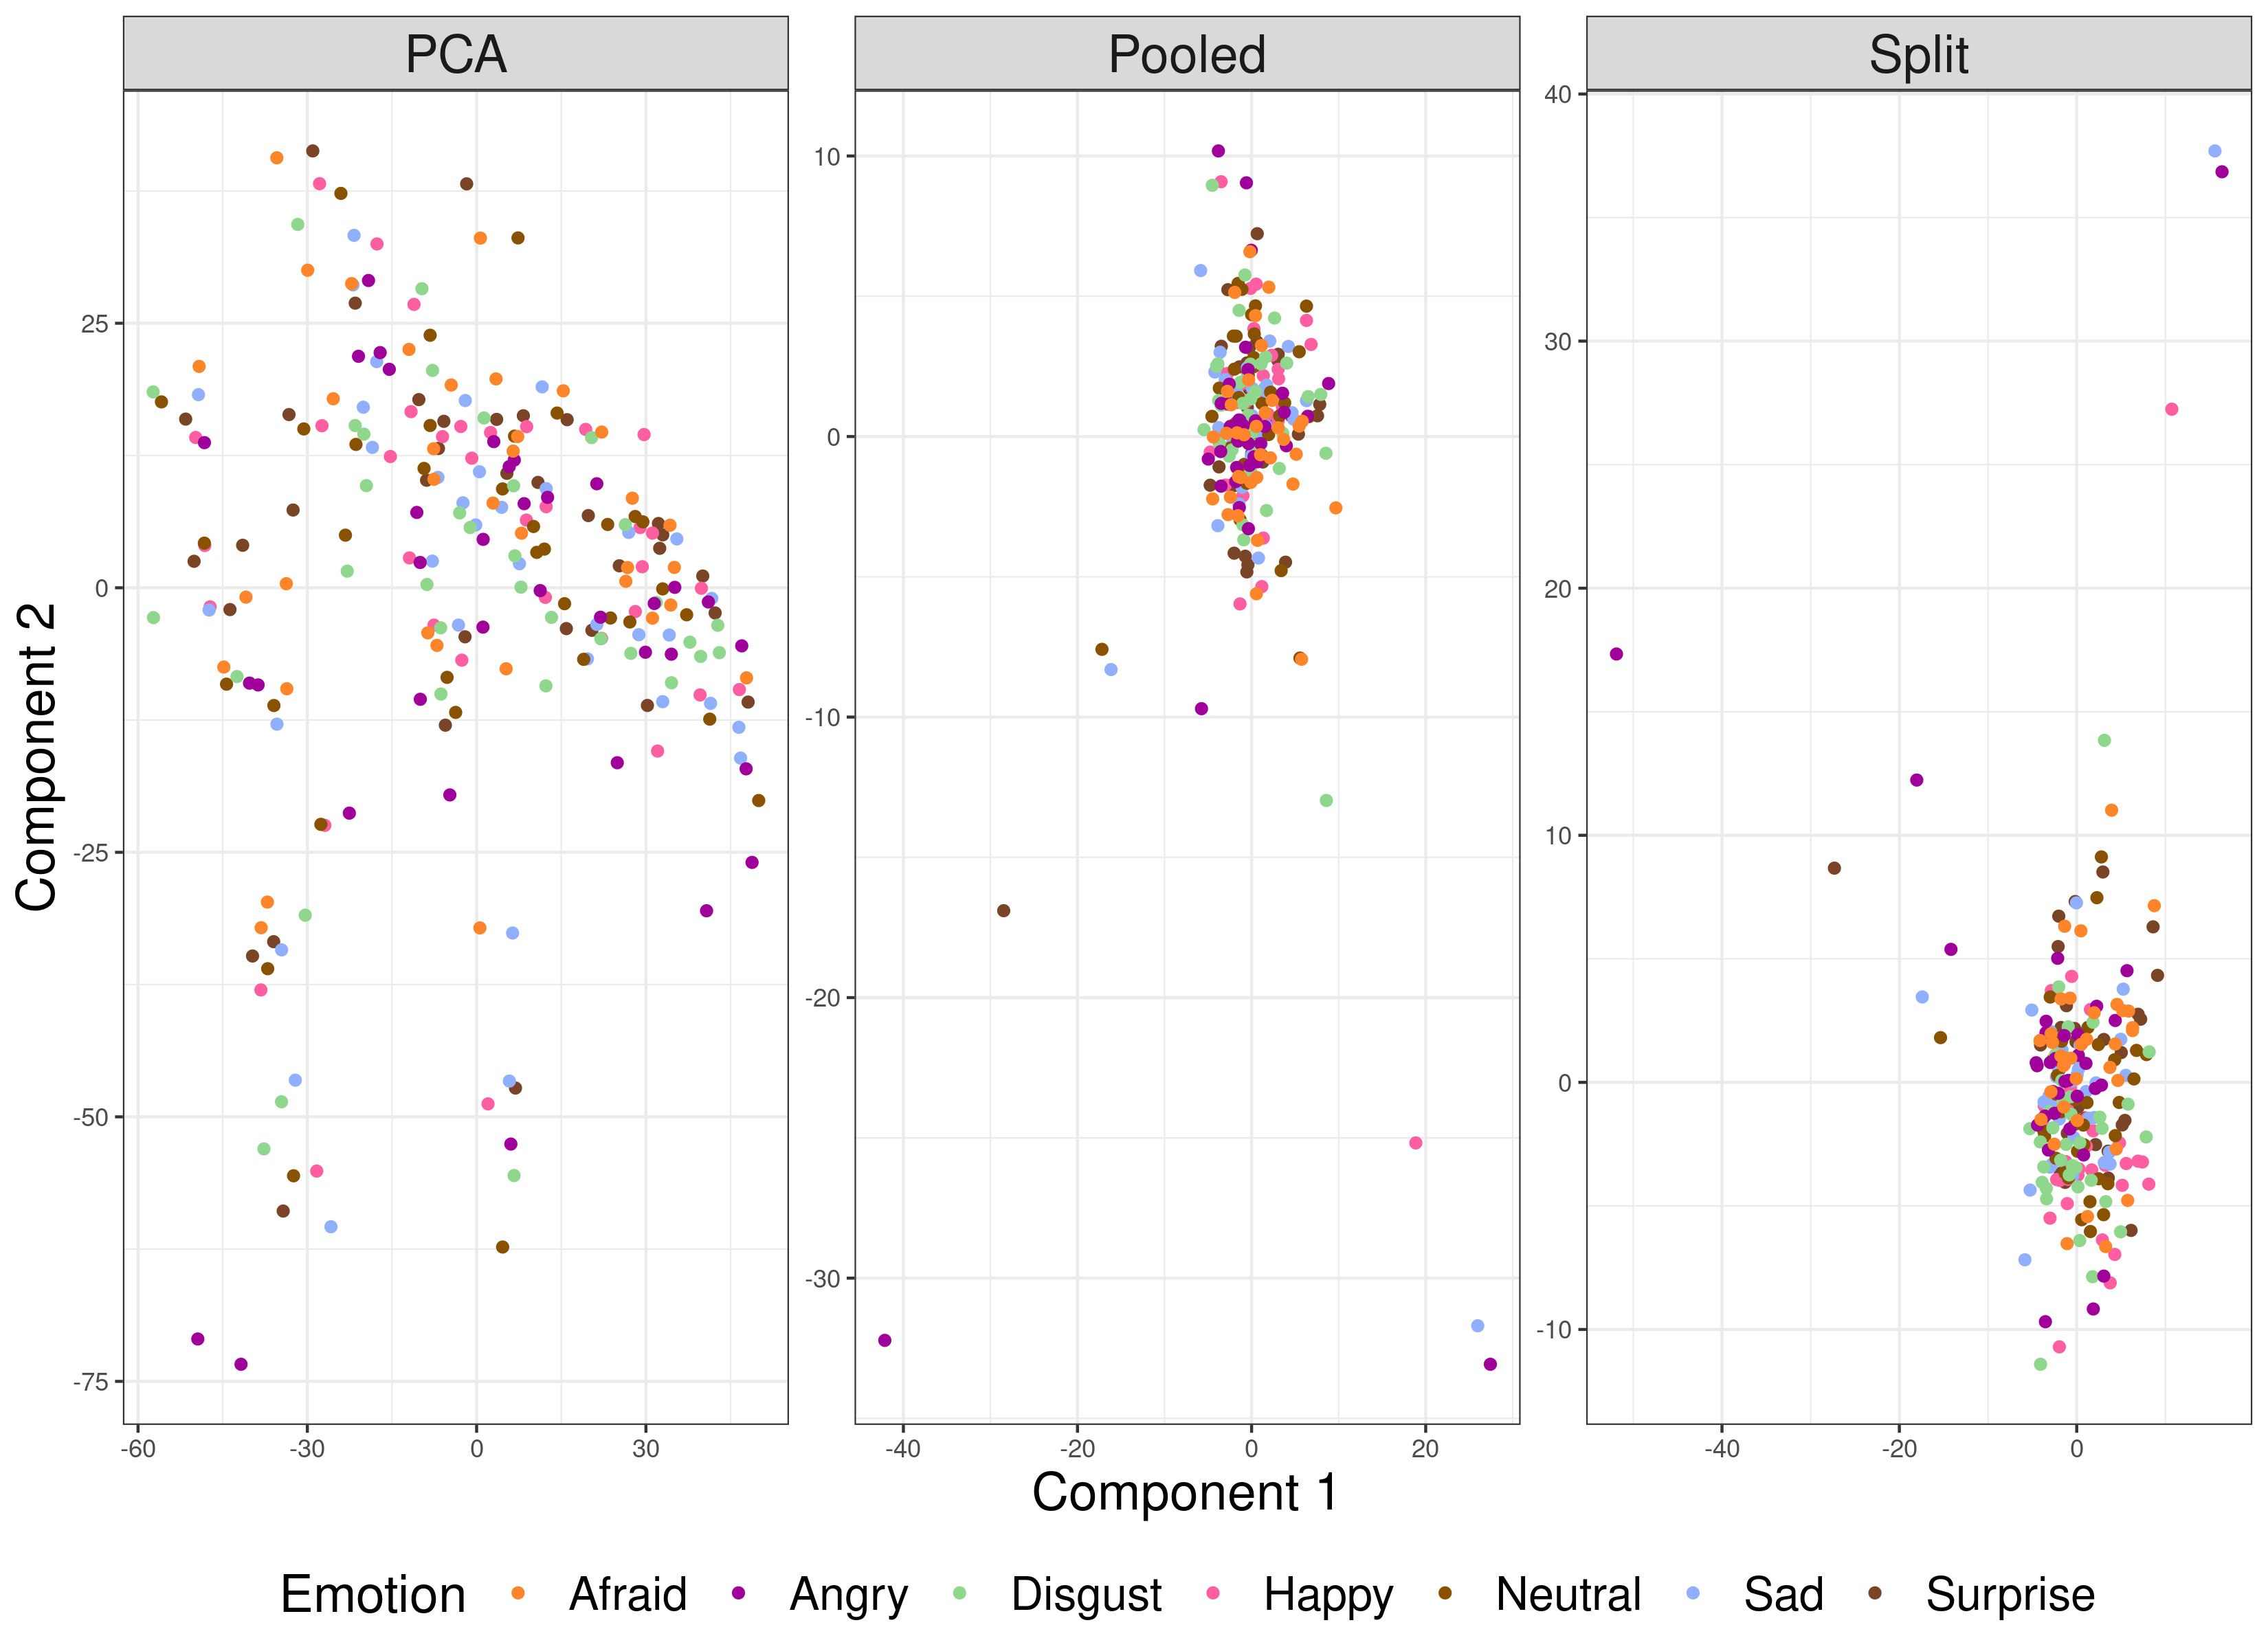 PCA Pooled Split
Component 2
25
0
-25
-50
-75
10
0
-10
-20
-30
40
30
20
10
0
-10
-60 -30 0 30
-40 -20 0 20
-40 -20 0
Component 1
Emotion Afraid Angry Disgust Happy Neutral Sad Surprise